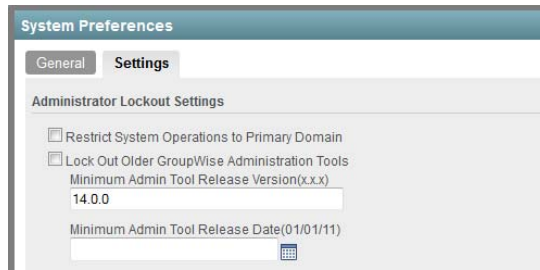 System Preferences
General Settings
Administrator Lockout Settings
Restrict System Operations to Primary Domain
Lock Out Older GroupWise Administration Tools
Minimum Admin Tool Release Version(x.x.x)
14.0.0
Minimum Admin Tool Release Date(01/01/11)